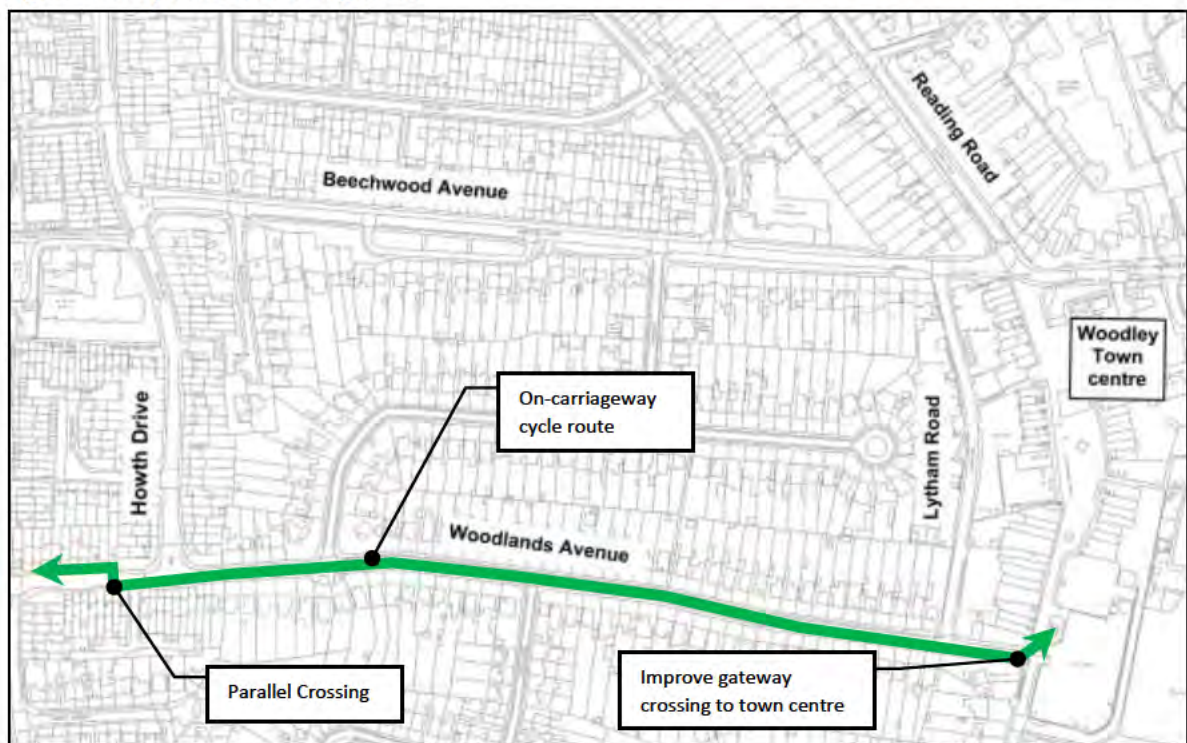 Reading Road
Beechwood Avenue
Woodley
Town
centre
On-carriageway
cycle route
Howth Drive
Lytham Road
Woodlands Avenue
Parallel Crossing
Improve gateway
crossing to town centre